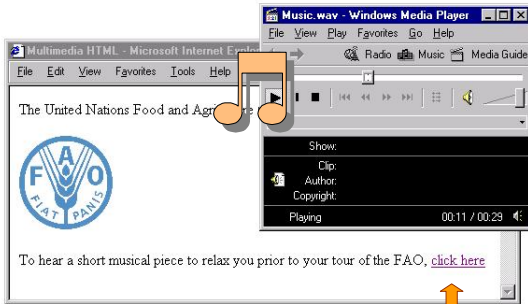 Music.wav - Windows Media Player
File View Play Favorites Go Help
Radio Music Media Guide
Show:
Clip:
Author:
Copyright:
Playing 00:11 / 00:29
Multimedia HTML - Microsoft Internet
File Edit View Favorites Tools Help
The United Nations Food and
F A O
FIAT PANIS
To hear a short musical piece to relax you prior to your tour of the FAO, click here